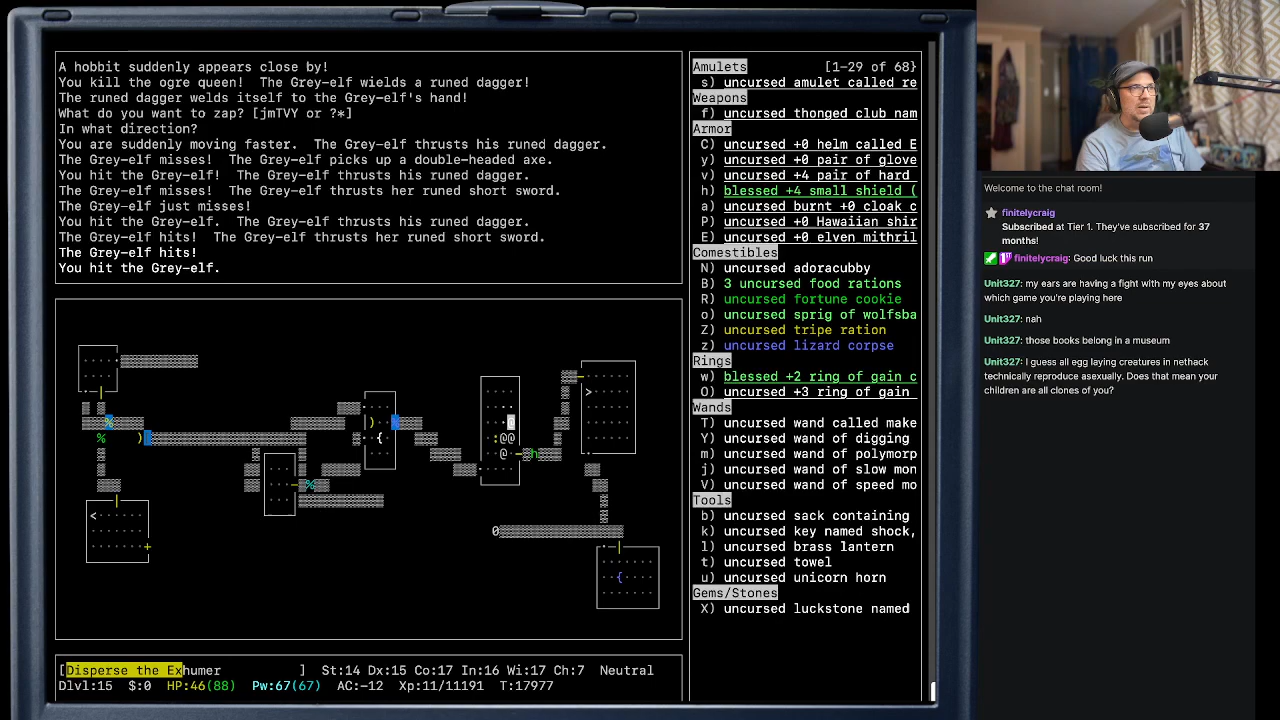 A hobbit suddenly appears close by!
You kill the ogre queen!  The Grey-elf wields a runed dagger!
The runed dagger welds itself to the Grey-elf's hand!
What do you want to zap? [jmTVY or ?*]
In what direction?
You are suddenly moving faster.  The Grey-elf thrusts his runed dagger.
The Grey-elf misses!  The Grey-elf picks up a double-headed axe.
You hit the Grey-elf!  The Grey-elf thrusts his runed dagger.
The Grey-elf misses!  The Grey-elf thrusts her runed short sword.
The Grey-elf just misses!
You hit the Grey-elf.  The Grey-elf thrusts his runed dagger.
The Grey-elf hits!  The Grey-elf thrusts her runed short sword.
The Grey-elf hits!
You hit the Grey-elf.
[Disperse the Exhumer ] St:14 Dx:15 Co:17 In:16 Wi:17 Ch:7 Neutral
Dlvl:15 $:0 HP:46(88) Pw:67(67) AC:-12 Xp:11/11191 T:17977
Amulets [1-29 of 68}
s) uncursed amulet called re
Weapons
f) uncursed thonged club nam
Armor
C) uncursed +0 helm called E
y) uncursed +0 pair of glove
v) uncursed +4 pair of hard
h) blessed +4 small shield (
a) uncursed burnt +0 cloak c
P) uncursed +0 Hawaiian shir
E) uncursed +0 elven mithril
Comestibles
N) uncursed adoracubby
B) 3 uncursed food rations
R) uncursed fortune cookie
o) uncursed sprig of wolfsba
Z) uncursed tripe ration
z) uncursed lizard corpse
Rings
w) blessed +2 ring of gain c
O) uncursed +3 ring of gain
Wands
T) uncursed wand called make
Y) uncursed wand of digging
m) uncursed wand of polymorp
j) uncursed wand of slow mon
V) uncursed wand of speed mo
Tools
b) uncursed sack containing
k) uncursed key named shock,
l) uncursed brass lantern
t) uncursed towel
u) uncursed unicorn horn
Gems/Stones
X) uncursed luckstone named
Welcome to the chat room!
finitelycraig
Subscribed at Tier 1. They've subscribed for 37
months!
finitelycraig: Good luck this run
Unit327: my ears are having a fight with my eyes about
which game you're playing here
Unit327: nah
Unit327: those books belong in a museum
Unit327: I guess all egg laying creatures in nethack
technically reproduce asexually. Does that mean your
children are all clones of you?